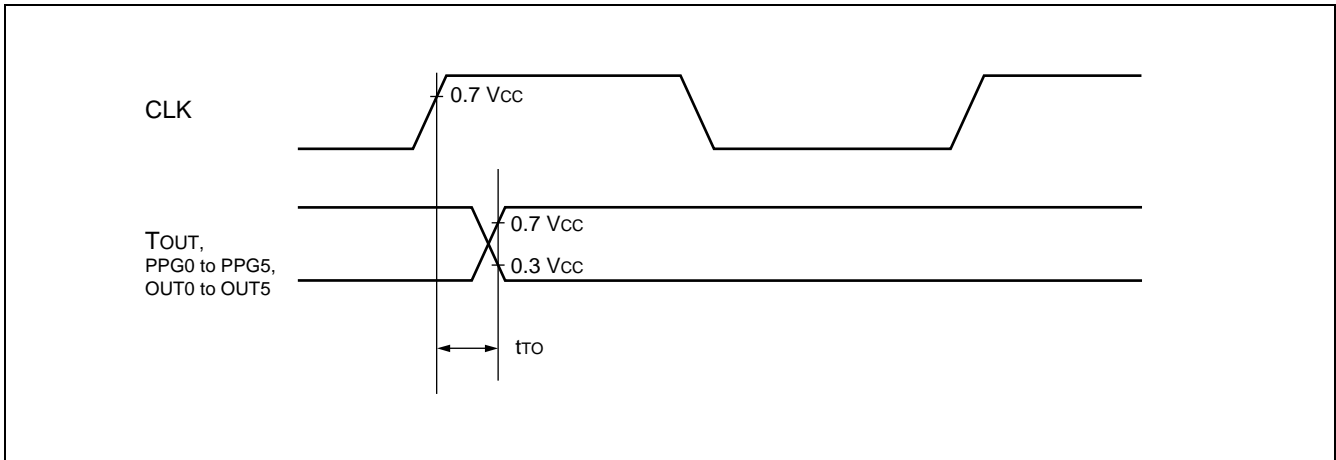 CLK
0.7 VCC
TOUT,
PPG0 to PPG5,
OUT0 to OUT5
0.7 VCC
0.3 VCC
tTO